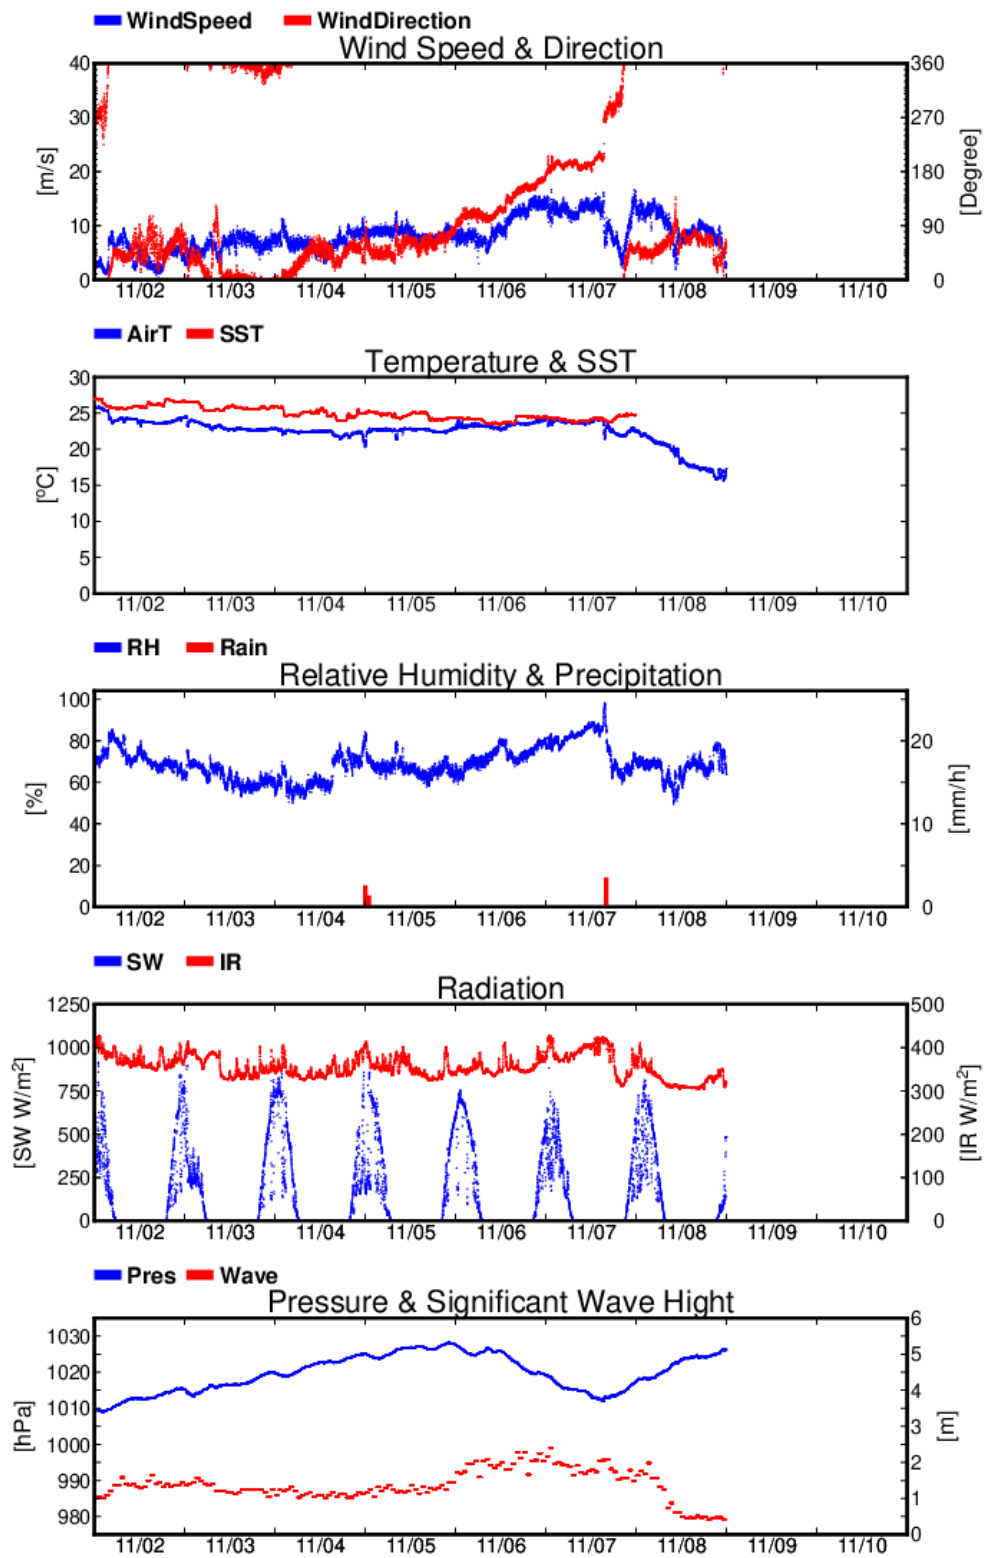 WindSpeed WindDirection
Wind Speed & Direction
40 360
30 270
20 180
10 90
0 0
[m/s] [Degree]
11/02 11/03 11/04 11/05 11/06 11/07 11/08 11/09 11/10
AirT SST
Temperature & SST
30
25
20
15
10
5
0
[°C]
11/02 11/03 11/04 11/05 11/06 11/07 11/08 11/09 11/10
RH Rain
Relative Humidity & Precipitation
100
80 20
60
40 10
20
0 0
[%] [mm/h]
11/02 11/03 11/04 11/05 11/06 11/07 11/08 11/09 11/10
SW IR
Radiation
1250 500
1000 400
750 300
500 200
250 100
0 0
[SW W/m²] [IR W/m²]
11/02 11/03 11/04 11/05 11/06 11/07 11/08 11/09 11/10
Pres Wave
Pressure & Significant Wave Hight
6
1030 5
1020 4
1010 3
1000 2
990 1
980 0
[hPa] [m]
11/02 11/03 11/04 11/05 11/06 11/07 11/08 11/09 11/10